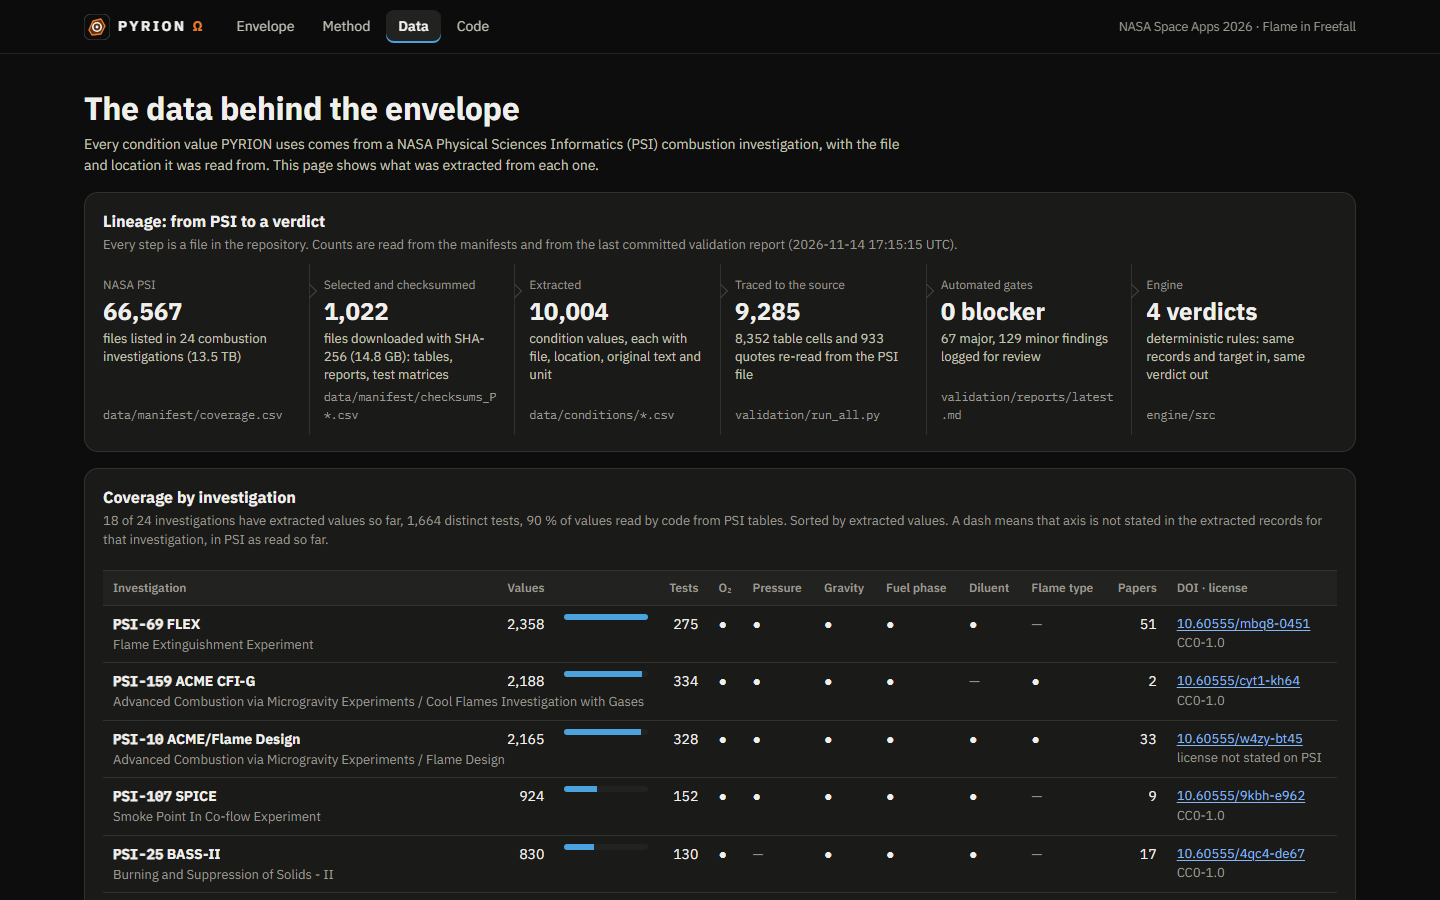 PYRION Ω
Envelope
Method
Data
Code
NASA Space Apps 2026 · Flame in Freefall
The data behind the envelope
Every condition value PYRION uses comes from a NASA Physical Sciences Informatics (PSI) combustion investigation, with the file
and location it was read from. This page shows what was extracted from each one.
Lineage: from PSI to a verdict
Every step is a file in the repository. Counts are read from the manifests and from the last committed validation report (2026-11-14 17:15:15 UTC).
NASA PSI
66,567
files listed in 24 combustion
investigations (13.5 TB)
data/manifest/coverage.csv
Selected and checksummed
1,022
files downloaded with SHA-
256 (14.8 GB): tables,
reports, test matrices
data/manifest/checksums_P
*.csv
Extracted
10,004
condition values, each with
file, location, original text and
unit
data/conditions/*.csv
Traced to the source
9,285
8,352 table cells and 933
quotes re-read from the PSI
file
validation/run_all.py
Automated gates
0 blocker
67 major, 129 minor findings
logged for review
validation/reports/latest
.md
Engine
4 verdicts
deterministic rules: same
records and target in, same
verdict out
engine/src
Coverage by investigation
18 of 24 investigations have extracted values so far, 1,664 distinct tests, 90 % of values read by code from PSI tables. Sorted by extracted values. A dash means that axis is not stated in the extracted records for
that investigation, in PSI as read so far.
Investigation Values Tests O₂ Pressure Gravity Fuel phase Diluent Flame type Papers DOI · license
PSI-69 FLEX 2,358 275 ● ● ● ● ● — 51 10.60555/mbq8-0451
Flame Extinguishment Experiment CC0-1.0
PSI-159 ACME CFI-G 2,188 334 ● ● ● ● — ● 2 10.60555/cyt1-kh64
Advanced Combustion via Microgravity Experiments / Cool Flames Investigation with Gases CC0-1.0
PSI-10 ACME/Flame Design 2,165 328 ● ● ● ● ● ● 33 10.60555/w4zy-bt45
Advanced Combustion via Microgravity Experiments / Flame Design license not stated on PSI
PSI-107 SPICE 924 152 ● ● ● ● ● — 9 10.60555/9kbh-e962
Smoke Point In Co-flow Experiment CC0-1.0
PSI-25 BASS-II 830 130 ● — ● ● ● — 17 10.60555/4qc4-de67
Burning and Suppression of Solids - II CC0-1.0